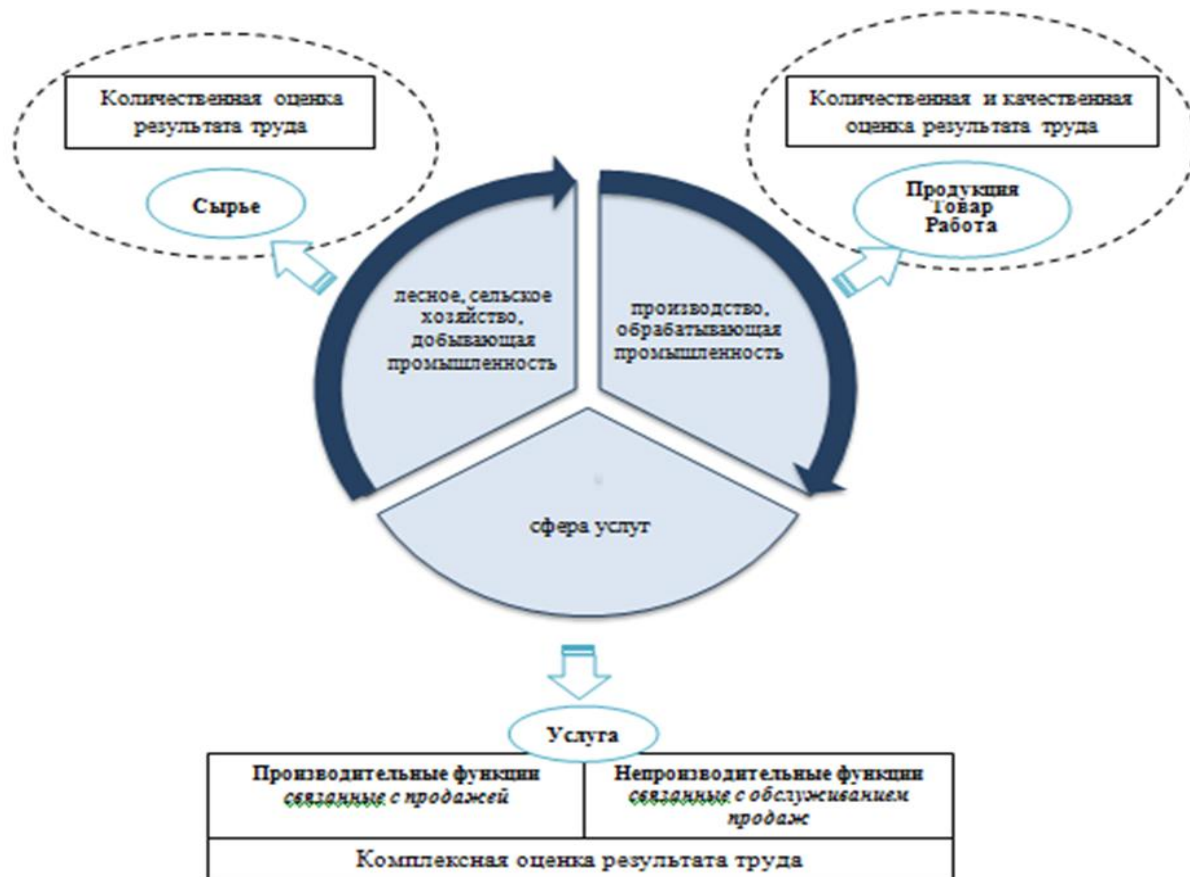 Количественная оценка
результата труда
Сырье
Количественная и качественная
оценка результата труда
Продукция
Товар
Работа
лесное, сельское
хозяйство,
добывающая
промышленность
производство,
обрабатывающая
промышленность
сфера услуг
Услуга
Производительные функции
связанные с продажей
Непроизводительные функции
связанные с обслуживанием
продаж
Комплексная оценка результата труда